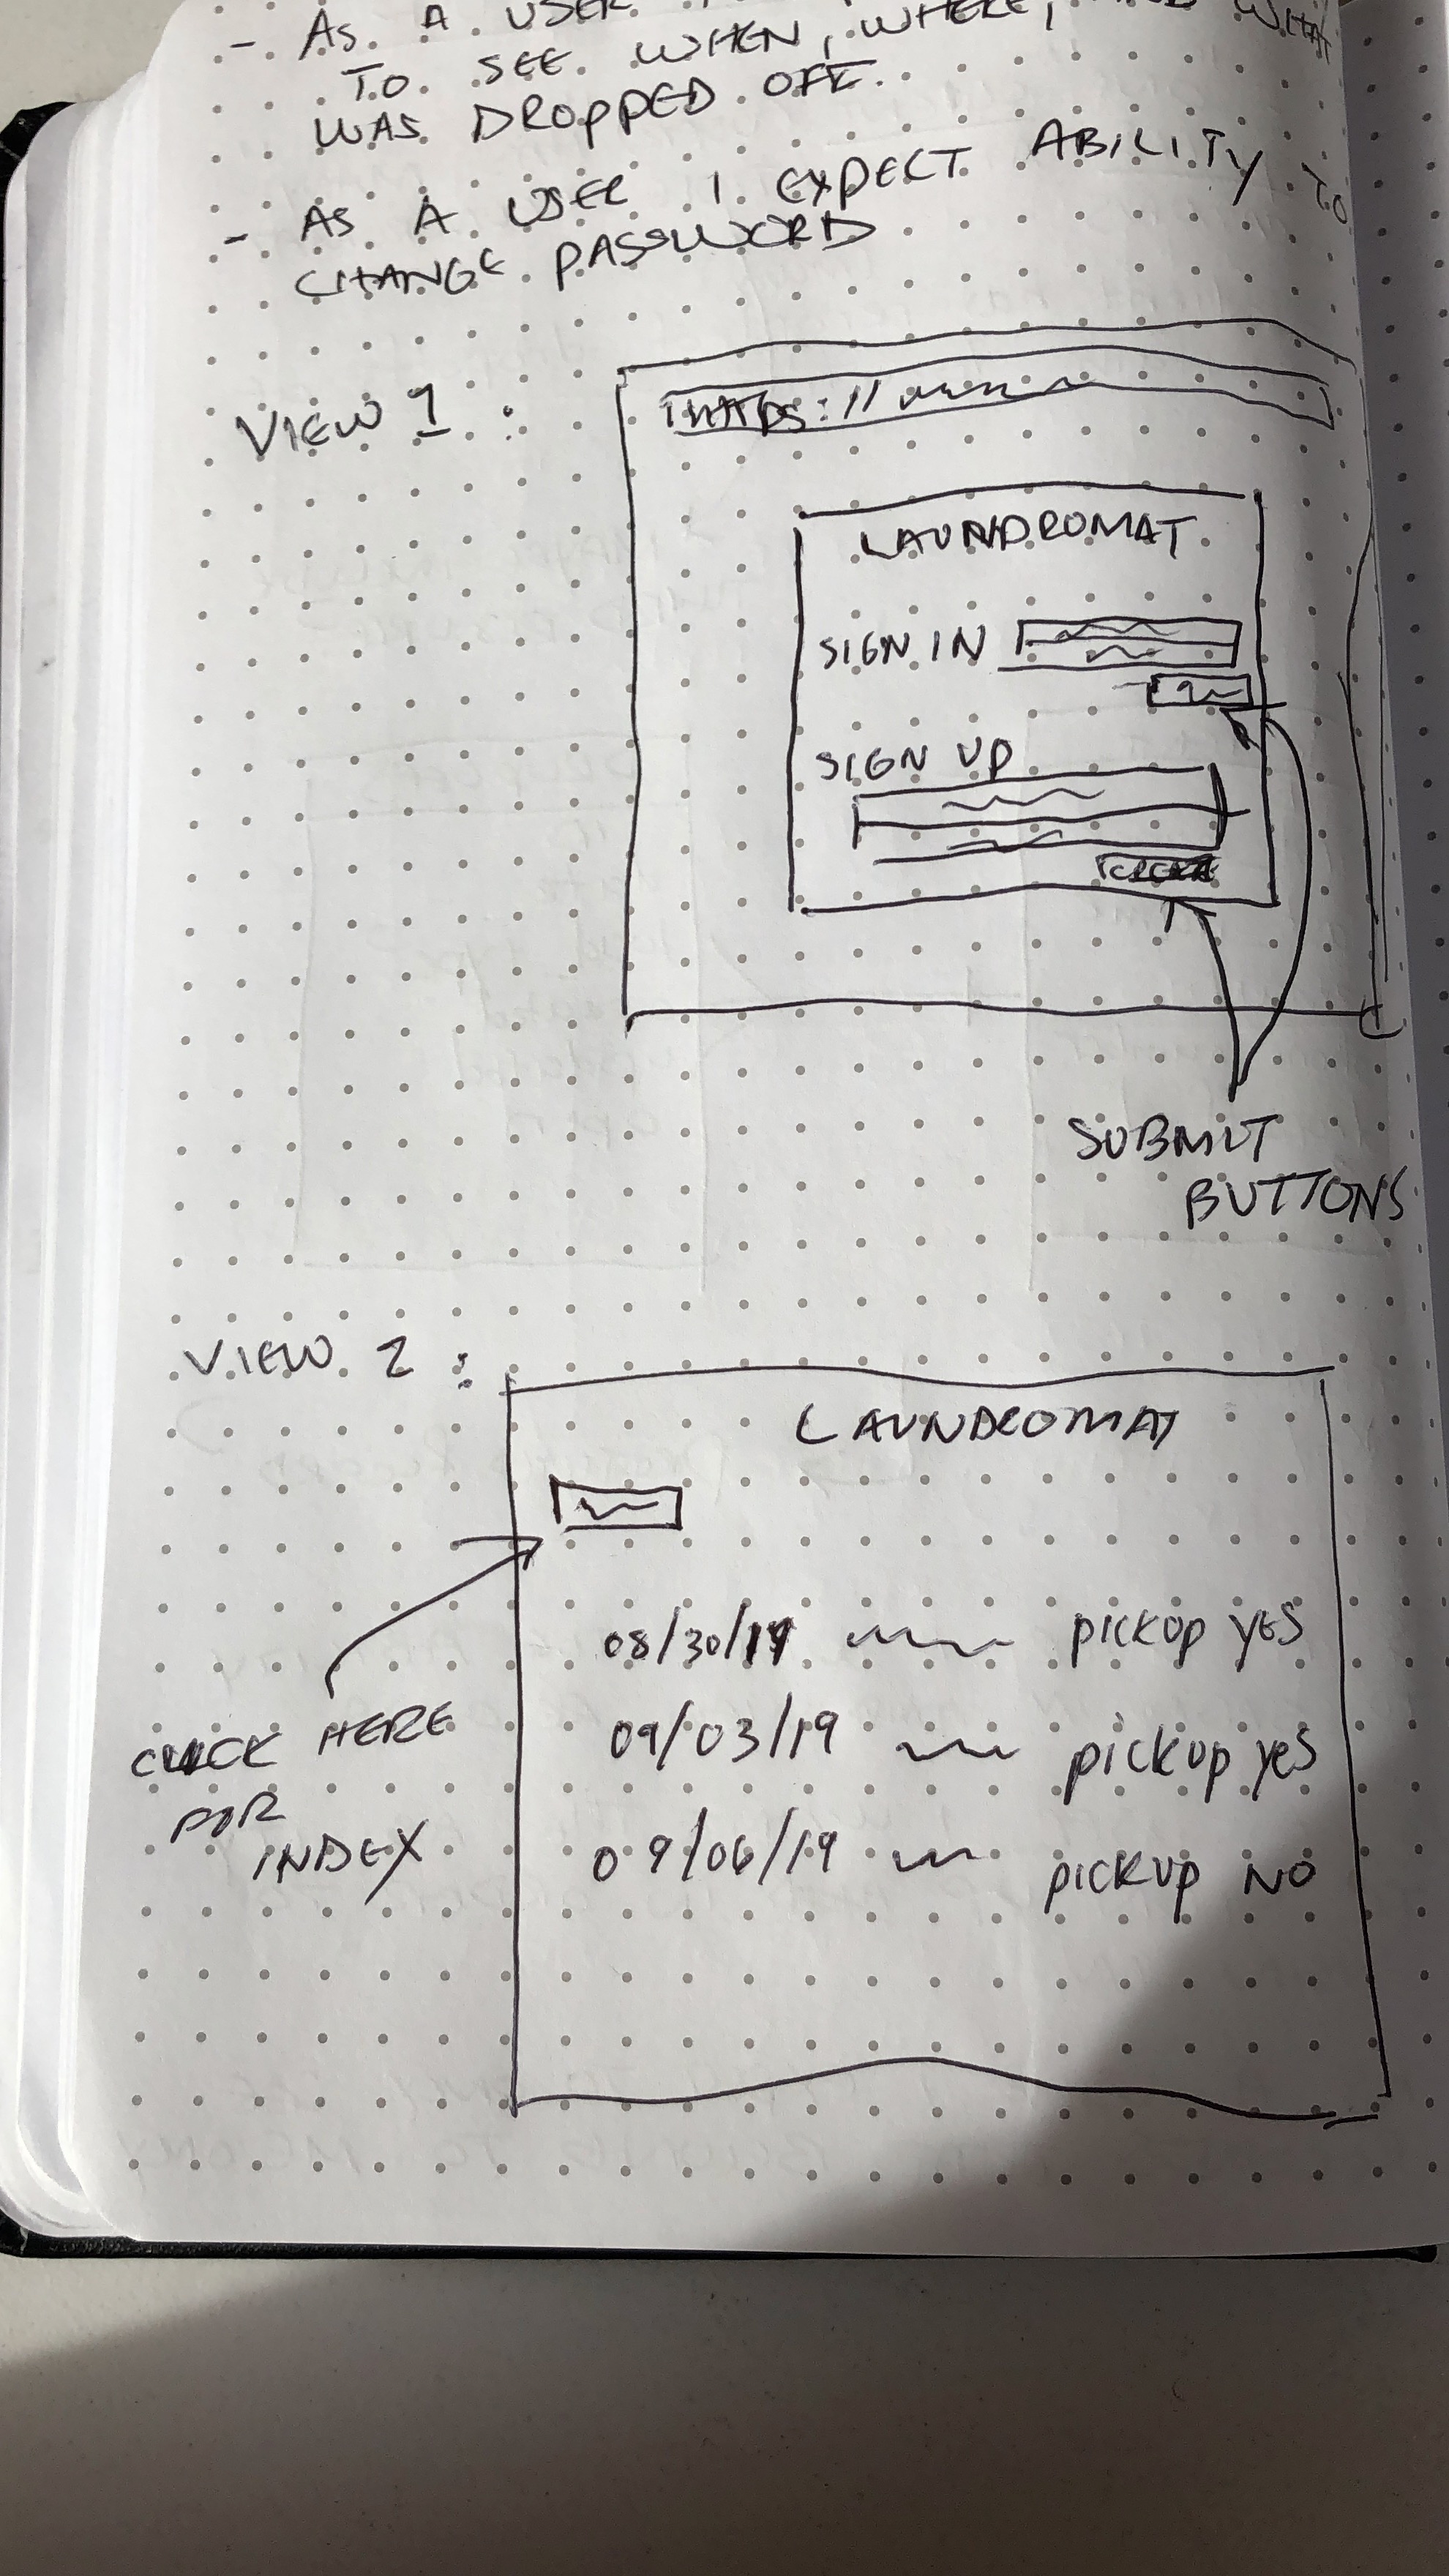 - AS A USER
TO SEE WHEN, WHERE, WHAT
WAS DROPPED OFF.
- AS A USER I EXPECT ABILITY TO
CHANGE PASSWORD
VIEW 1 :
HTTPS://
LAUNDROMAT
SIGN IN
SIGN UP
SUBMIT
BUTTONS
VIEW 2 :
LAUNDROMAT
08/30/19 PICKUP YES
09/03/19 pickup yes
09/06/19 pickup NO
CLICK HERE
FOR
INDEX